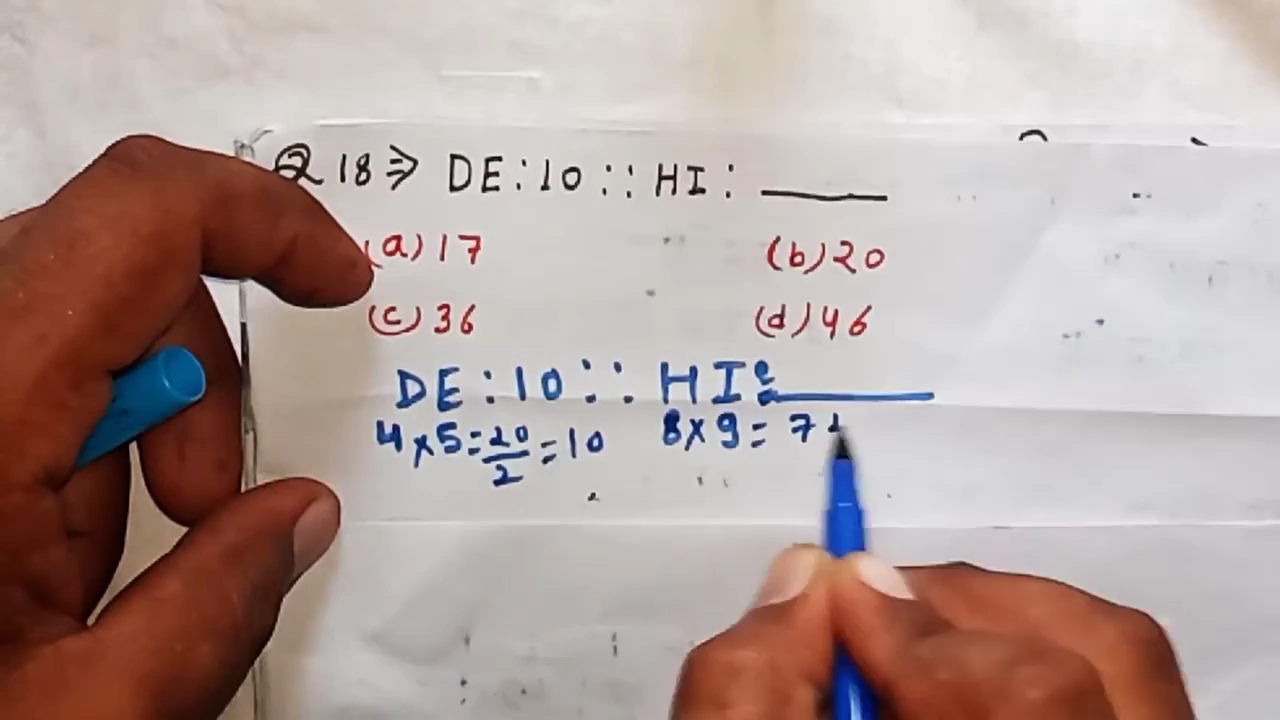 Q 18⇒ DE:10 :: HI: ____
(a) 17 (b) 20
(c) 36 (d) 46
DE:10 :: HI: ____
4×5=20/2=10 8×9= 7